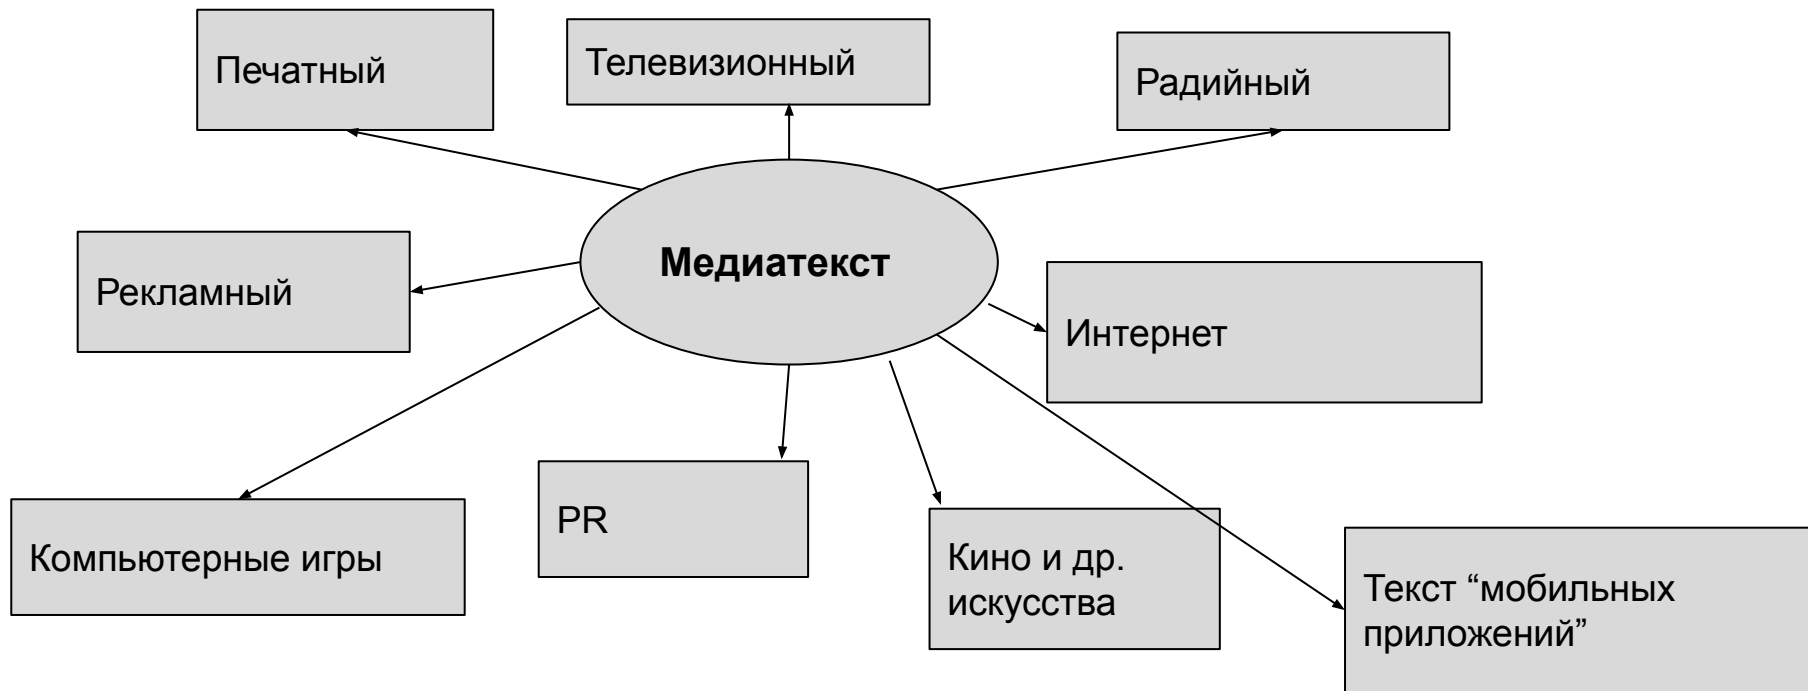 Печатный
Телевизионный
Радийный
Медиатекст
Рекламный
Интернет
Компьютерные игры
PR
Кино и др.
искусства
Текст “мобильных
приложений”